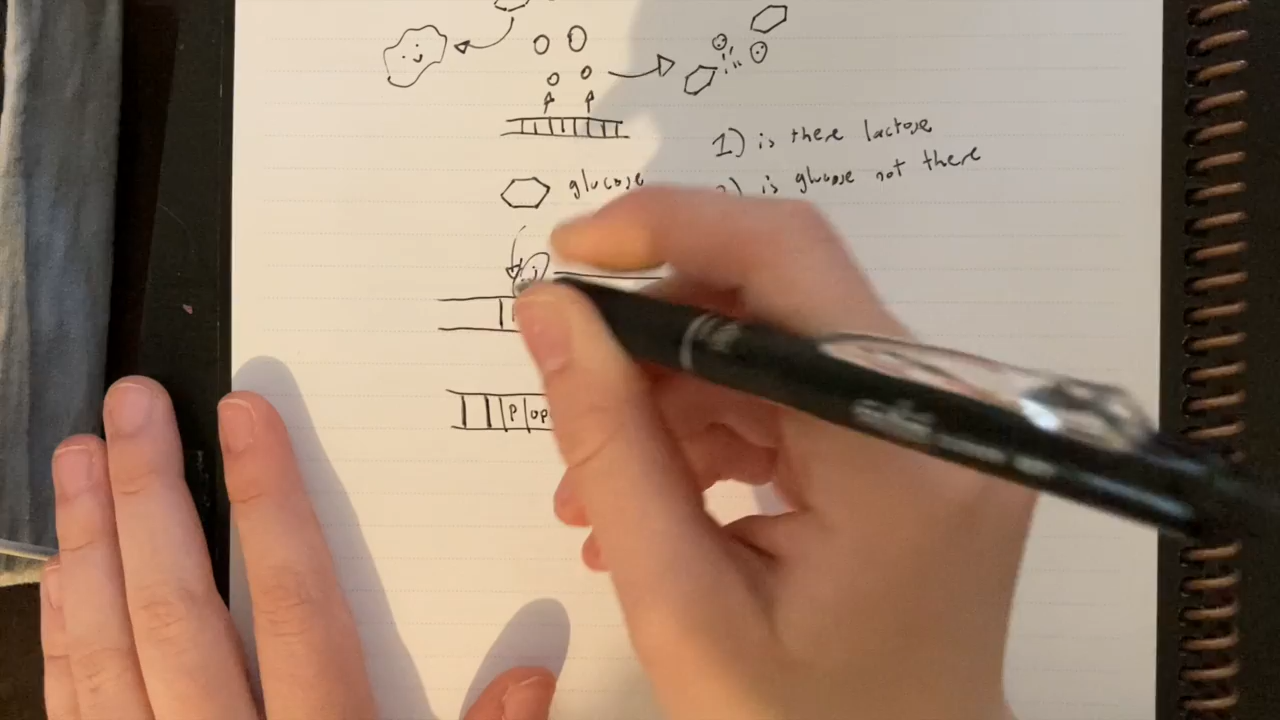 1) is there lactose
is glucose not there
glucose
P op